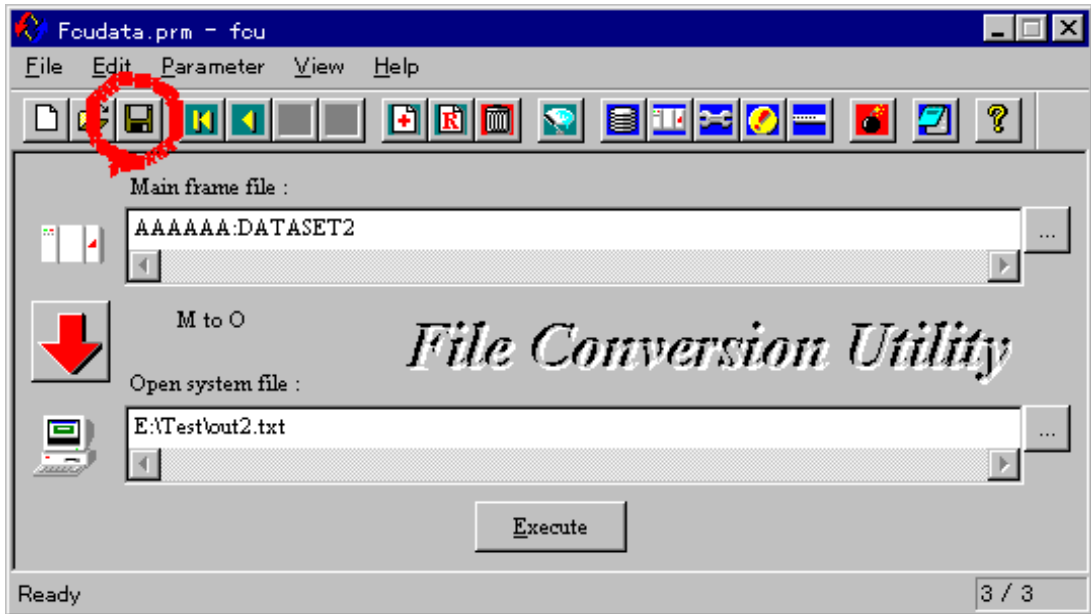 Fcudata.prm - fcu
File Edit Parameter View Help
R
Main frame file :
AAAAAA:DATASET2
...
M to O
File Conversion Utility
Open system file :
E:\Test\out2.txt
...
Execute
Ready
3 / 3